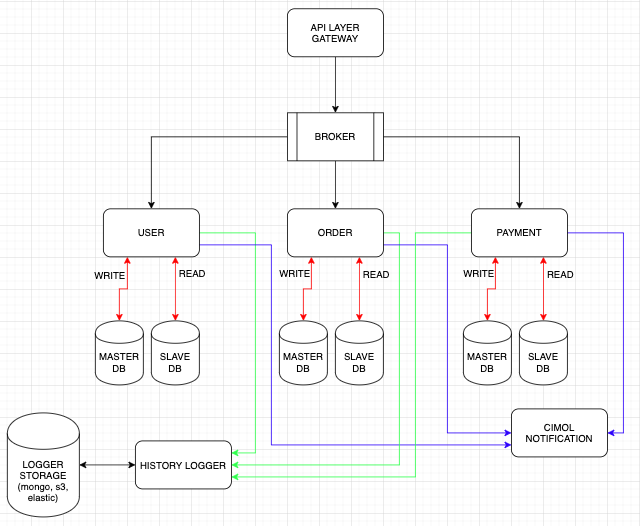 API LAYER
GATEWAY
BROKER
USER
ORDER
PAYMENT
WRITE
READ
WRITE
READ
WRITE
READ
MASTER
DB
SLAVE
DB
MASTER
DB
SLAVE
DB
MASTER
DB
SLAVE
DB
CIMOL
NOTIFICATION
LOGGER
STORAGE
(mongo, s3,
elastic)
HISTORY LOGGER